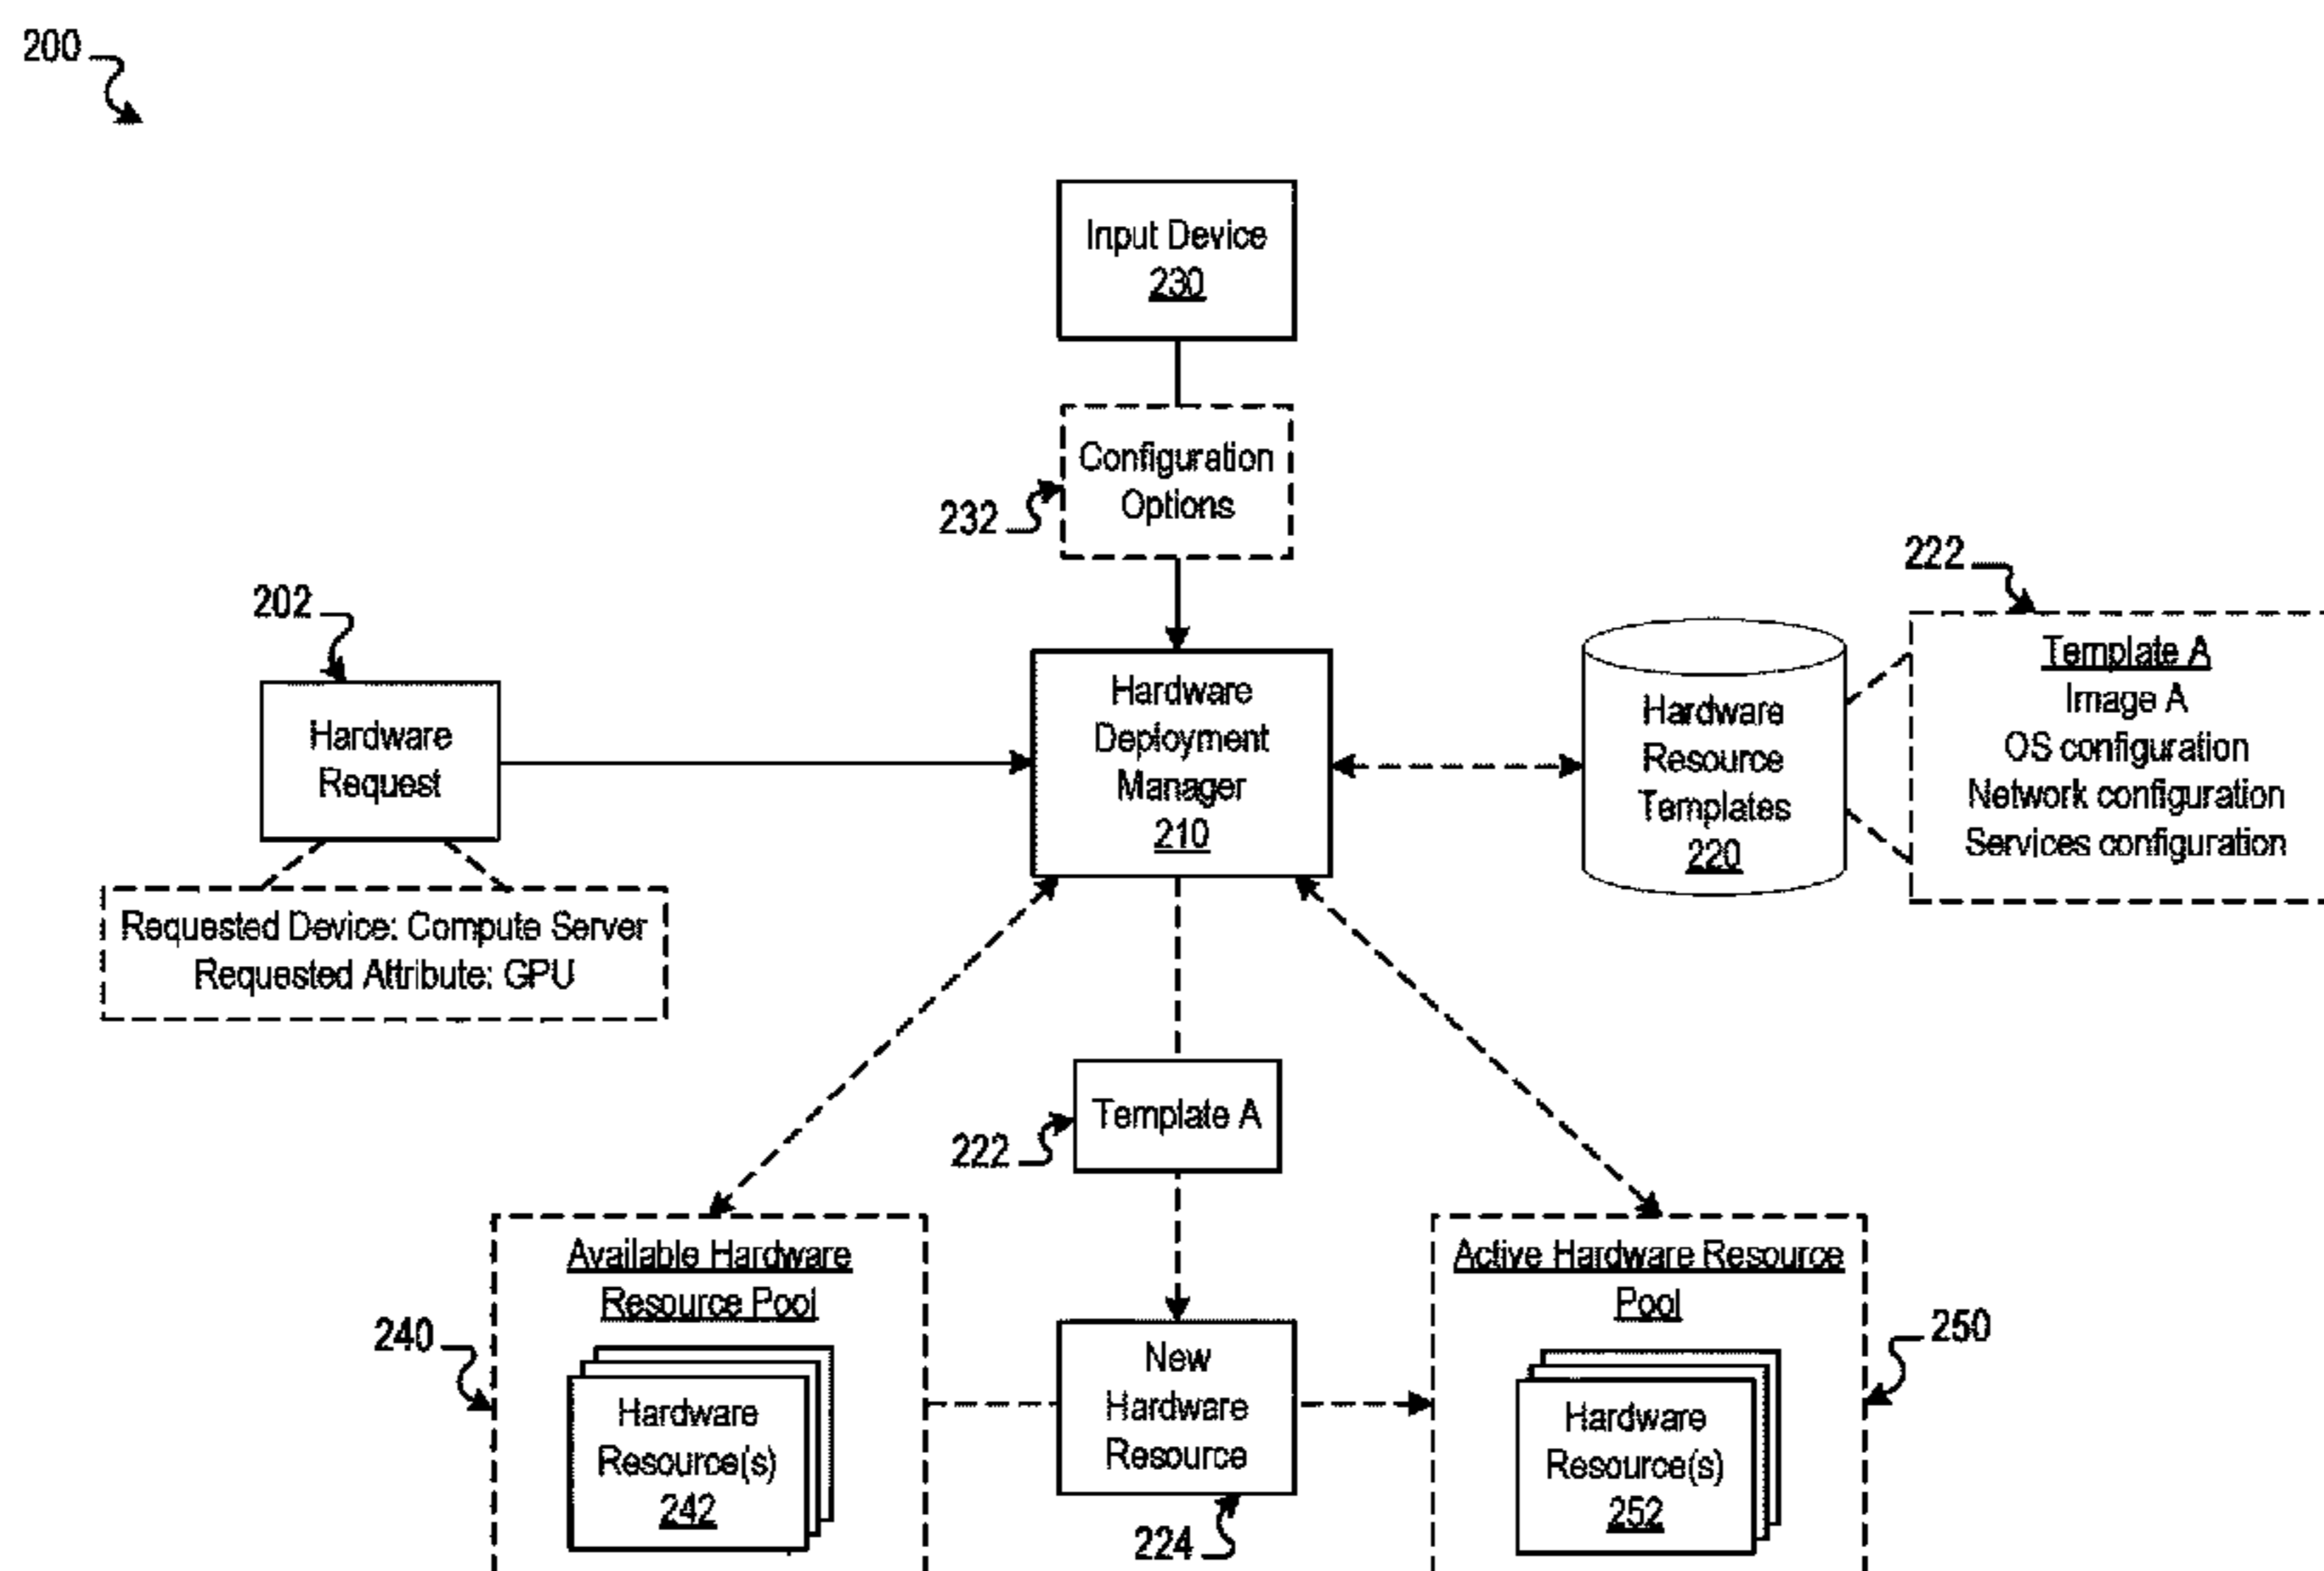 200
Input Device
230
Configuration
Options
232
222
202
Hardware
Request
Hardware
Deployment
Manager
210
Hardware
Resource
Templates
220
Template A
Image A
OS configuration
Network configuration
Services configuration
Requested Device: Compute Server
Requested Attribute: GPU
Template A
222
Available Hardware
Resource Pool
240
Hardware
Resource(s)
242
New
Hardware
Resource
224
Active Hardware Resource
Pool
250
Hardware
Resource(s)
252